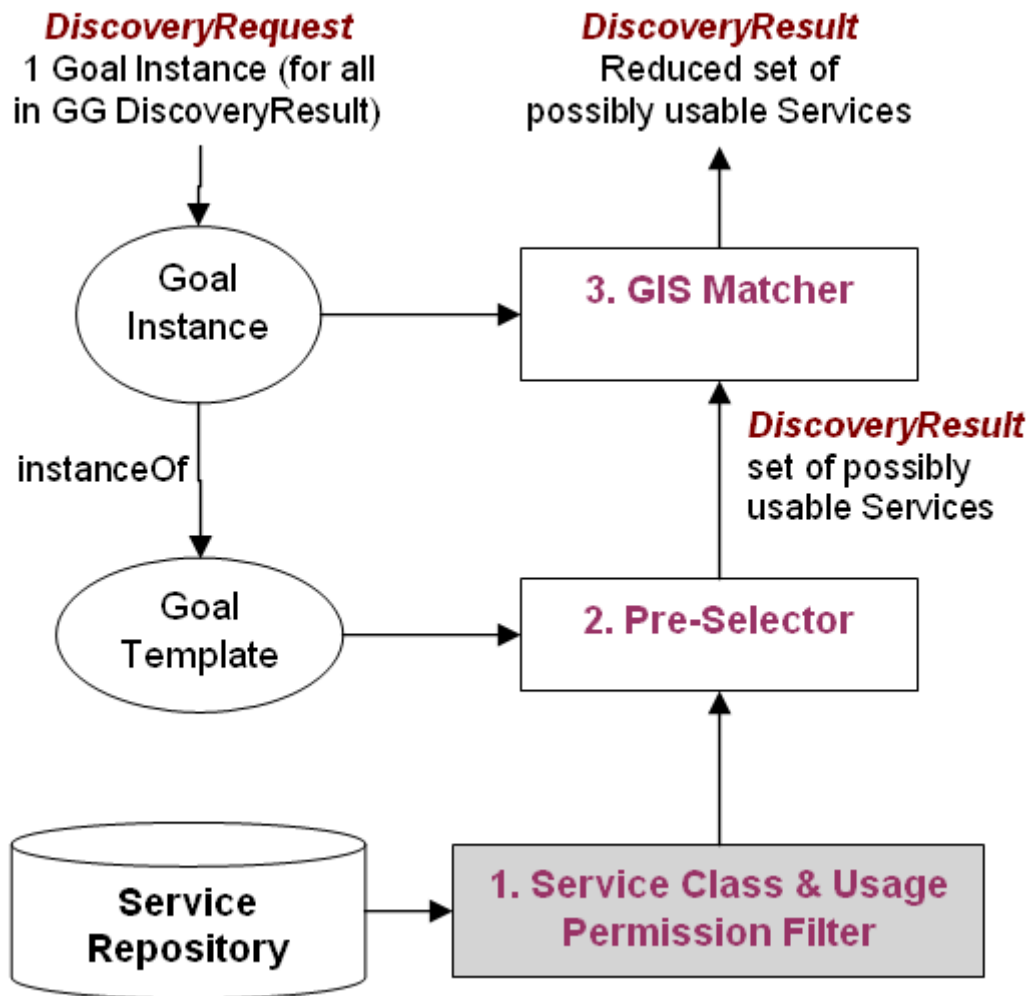 DiscoveryRequest
1 Goal Instance (for all
in GG DiscoveryResult)
DiscoveryResult
Reduced set of
possibly usable Services
Goal
Instance
3. GIS Matcher
instanceOf
DiscoveryResult
set of possibly
usable Services
Goal
Template
2. Pre-Selector
Service
Repository
1. Service Class & Usage
Permission Filter